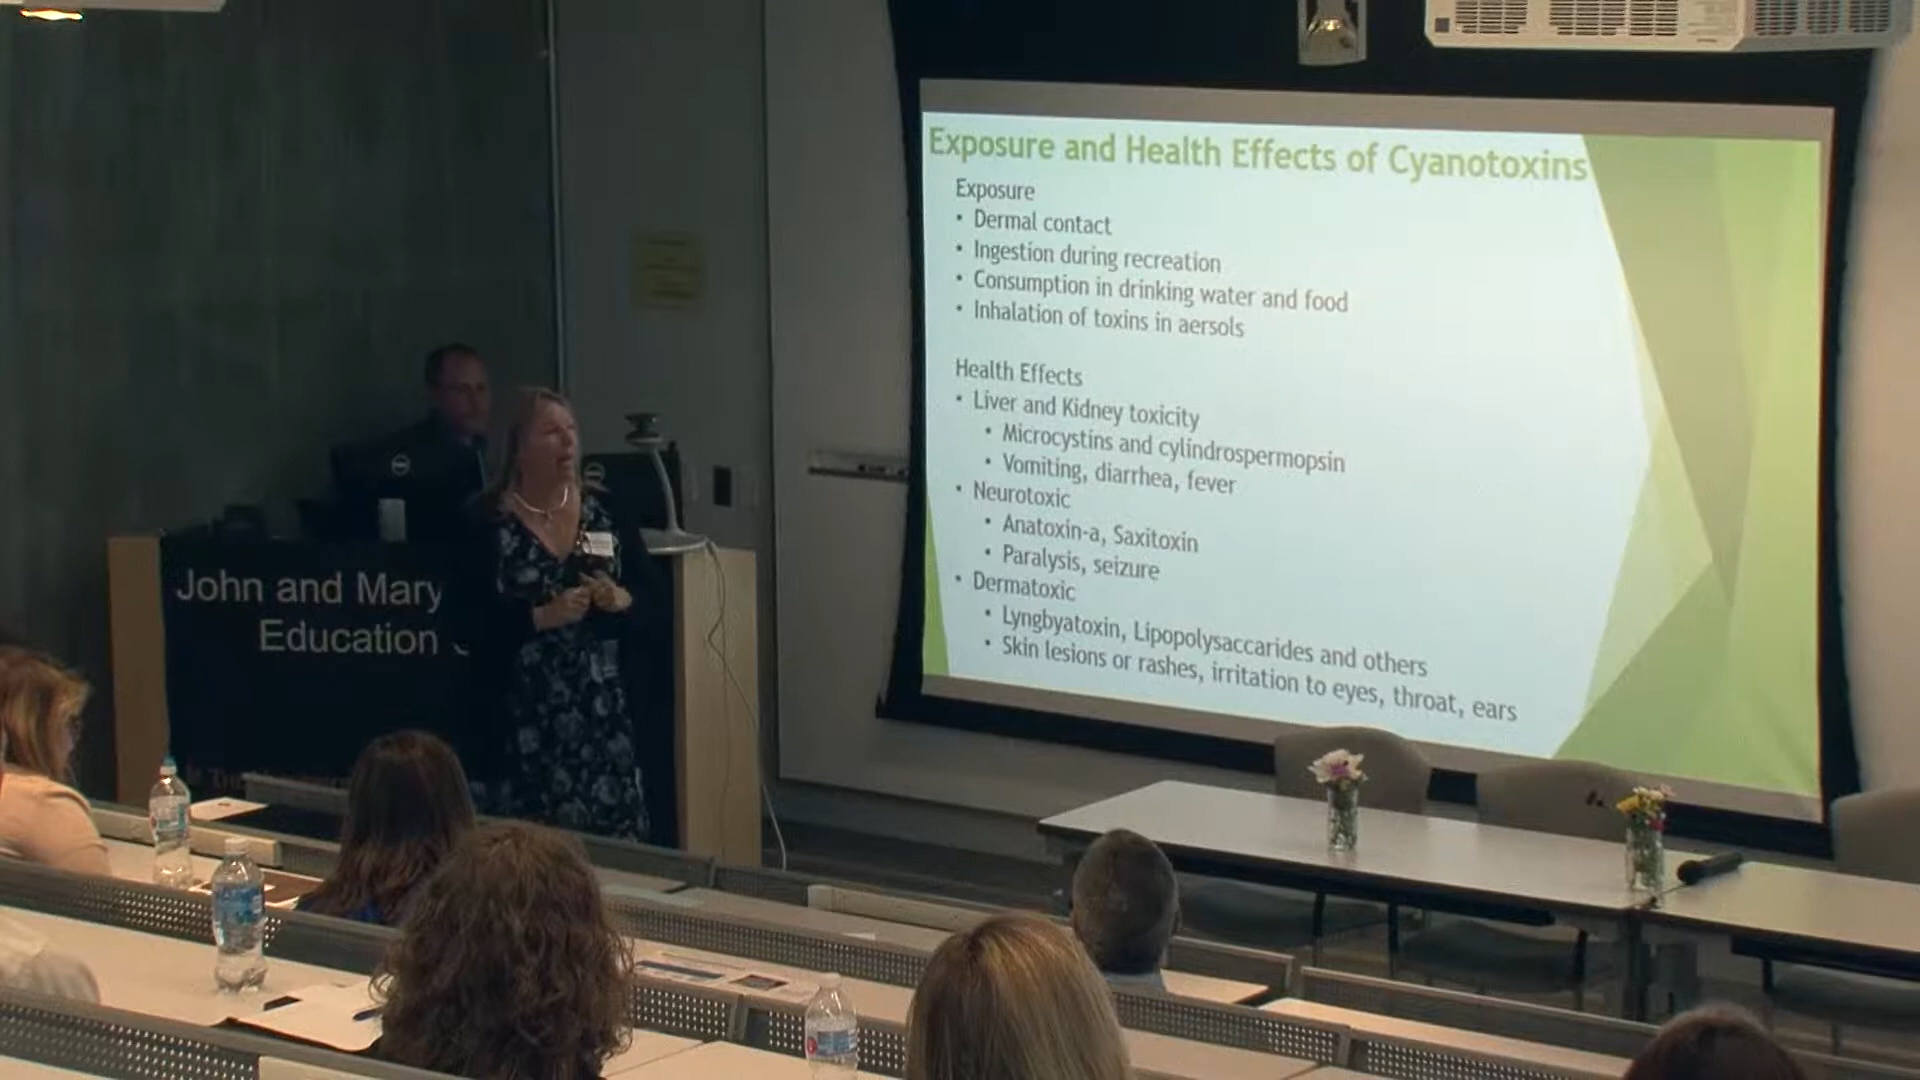 Exposure and Health Effects of Cyanotoxins
Exposure
• Dermal contact
• Ingestion during recreation
• Consumption in drinking water and food
• Inhalation of toxins in aersols
Health Effects
• Liver and Kidney toxicity
• Microcystins and cylindrospermopsin
• Vomiting, diarrhea, fever
• Neurotoxic
• Anatoxin-a, Saxitoxin
• Paralysis, seizure
• Dermatoxic
• Lyngbyatoxin, Lipopolysaccarides and others
• Skin lesions or rashes, irritation to eyes, throat, ears
John and Mary
Education